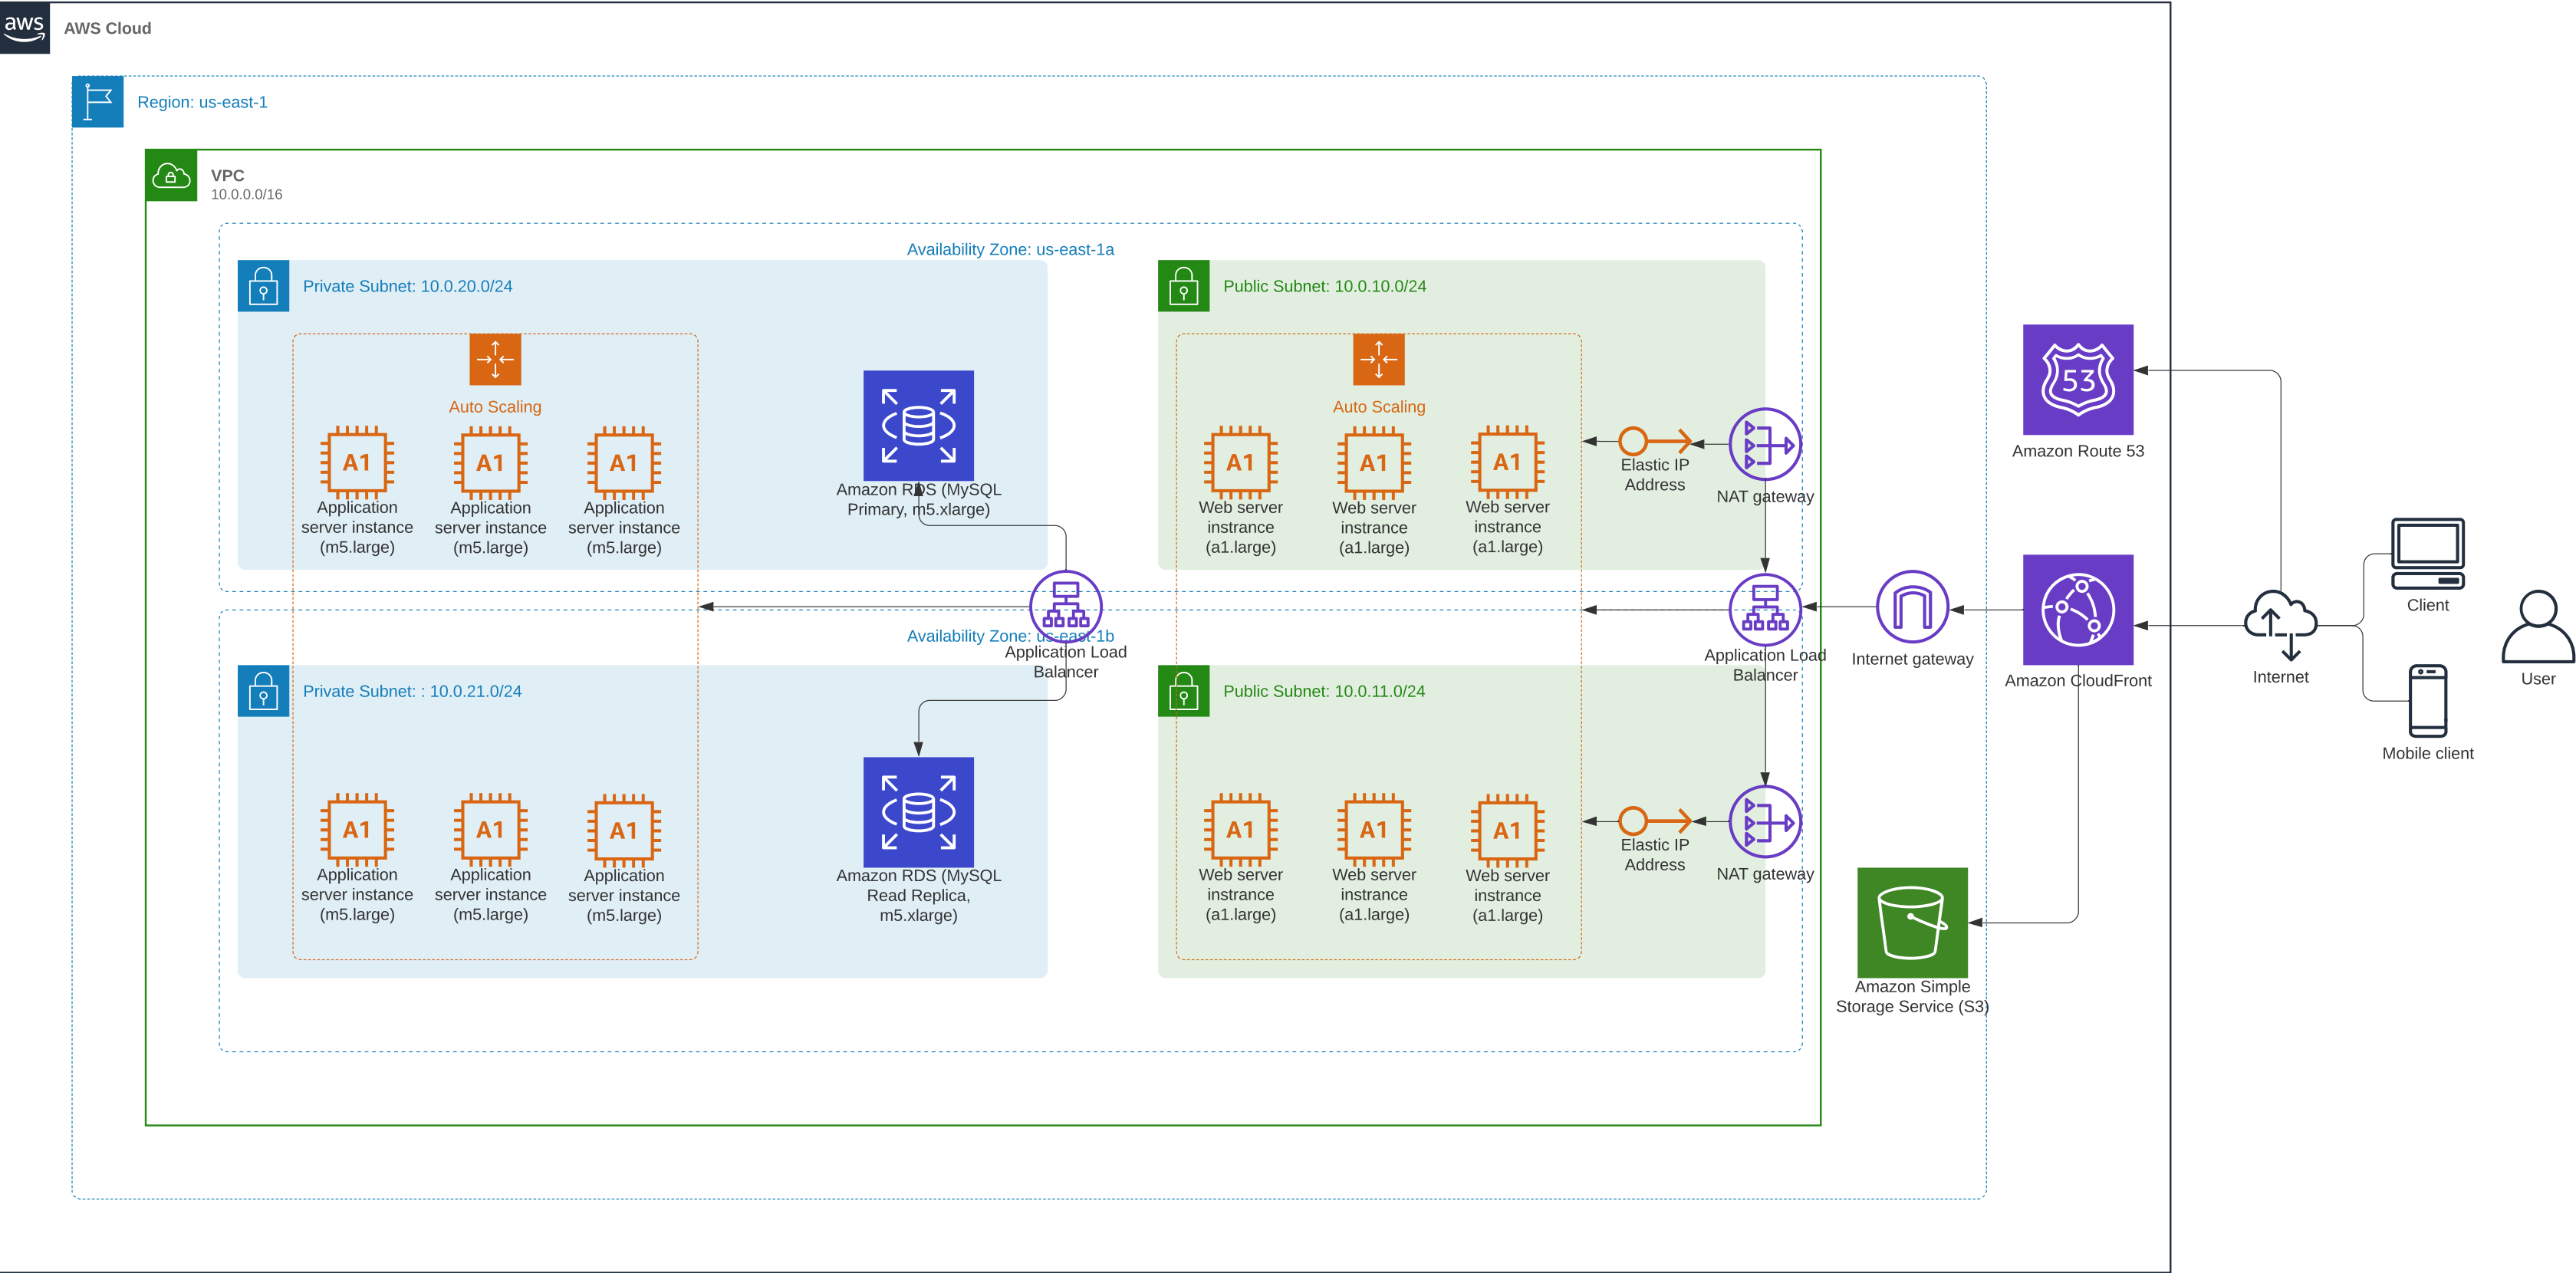 aws
AWS Cloud
Region: us-east-1
VPC
10.0.0.0/16
Availability Zone: us-east-1a
Private Subnet: 10.0.20.0/24
Auto Scaling
A1
A1
A1
Application
server instance
(m5.large)
Application
server instance
(m5.large)
Application
server instance
(m5.large)
Amazon RDS (MySQL
Primary, m5.xlarge)
Public Subnet: 10.0.10.0/24
Auto Scaling
A1
A1
A1
Web server
instrance
(a1.large)
Web server
instrance
(a1.large)
Web server
instrance
(a1.large)
Elastic IP
Address
NAT gateway
Availability Zone: us-east-1b
Application Load
Balancer
Application Load
Balancer
Private Subnet: : 10.0.21.0/24
A1
A1
A1
Application
server instance
(m5.large)
Application
server instance
(m5.large)
Application
server instance
(m5.large)
Amazon RDS (MySQL
Read Replica,
m5.xlarge)
Public Subnet: 10.0.11.0/24
A1
A1
A1
Web server
instrance
(a1.large)
Web server
instrance
(a1.large)
Web server
instrance
(a1.large)
Elastic IP
Address
NAT gateway
Internet gateway
53
Amazon Route 53
Amazon CloudFront
Amazon Simple
Storage Service (S3)
Internet
Client
Mobile client
User